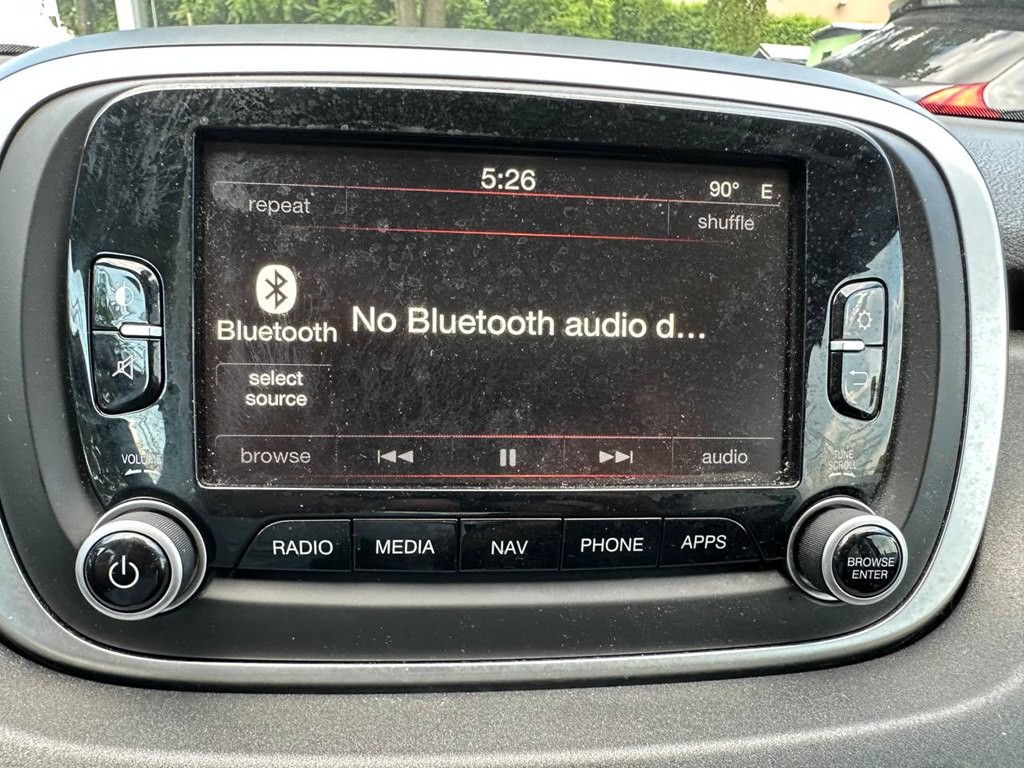 5:26
90° E
repeat
shuffle
Bluetooth
No Bluetooth audio d...
select
source
browse
audio
VOLUME
TUNE
SCROLL
RADIO
MEDIA
NAV
PHONE
APPS
BROWSE
ENTER